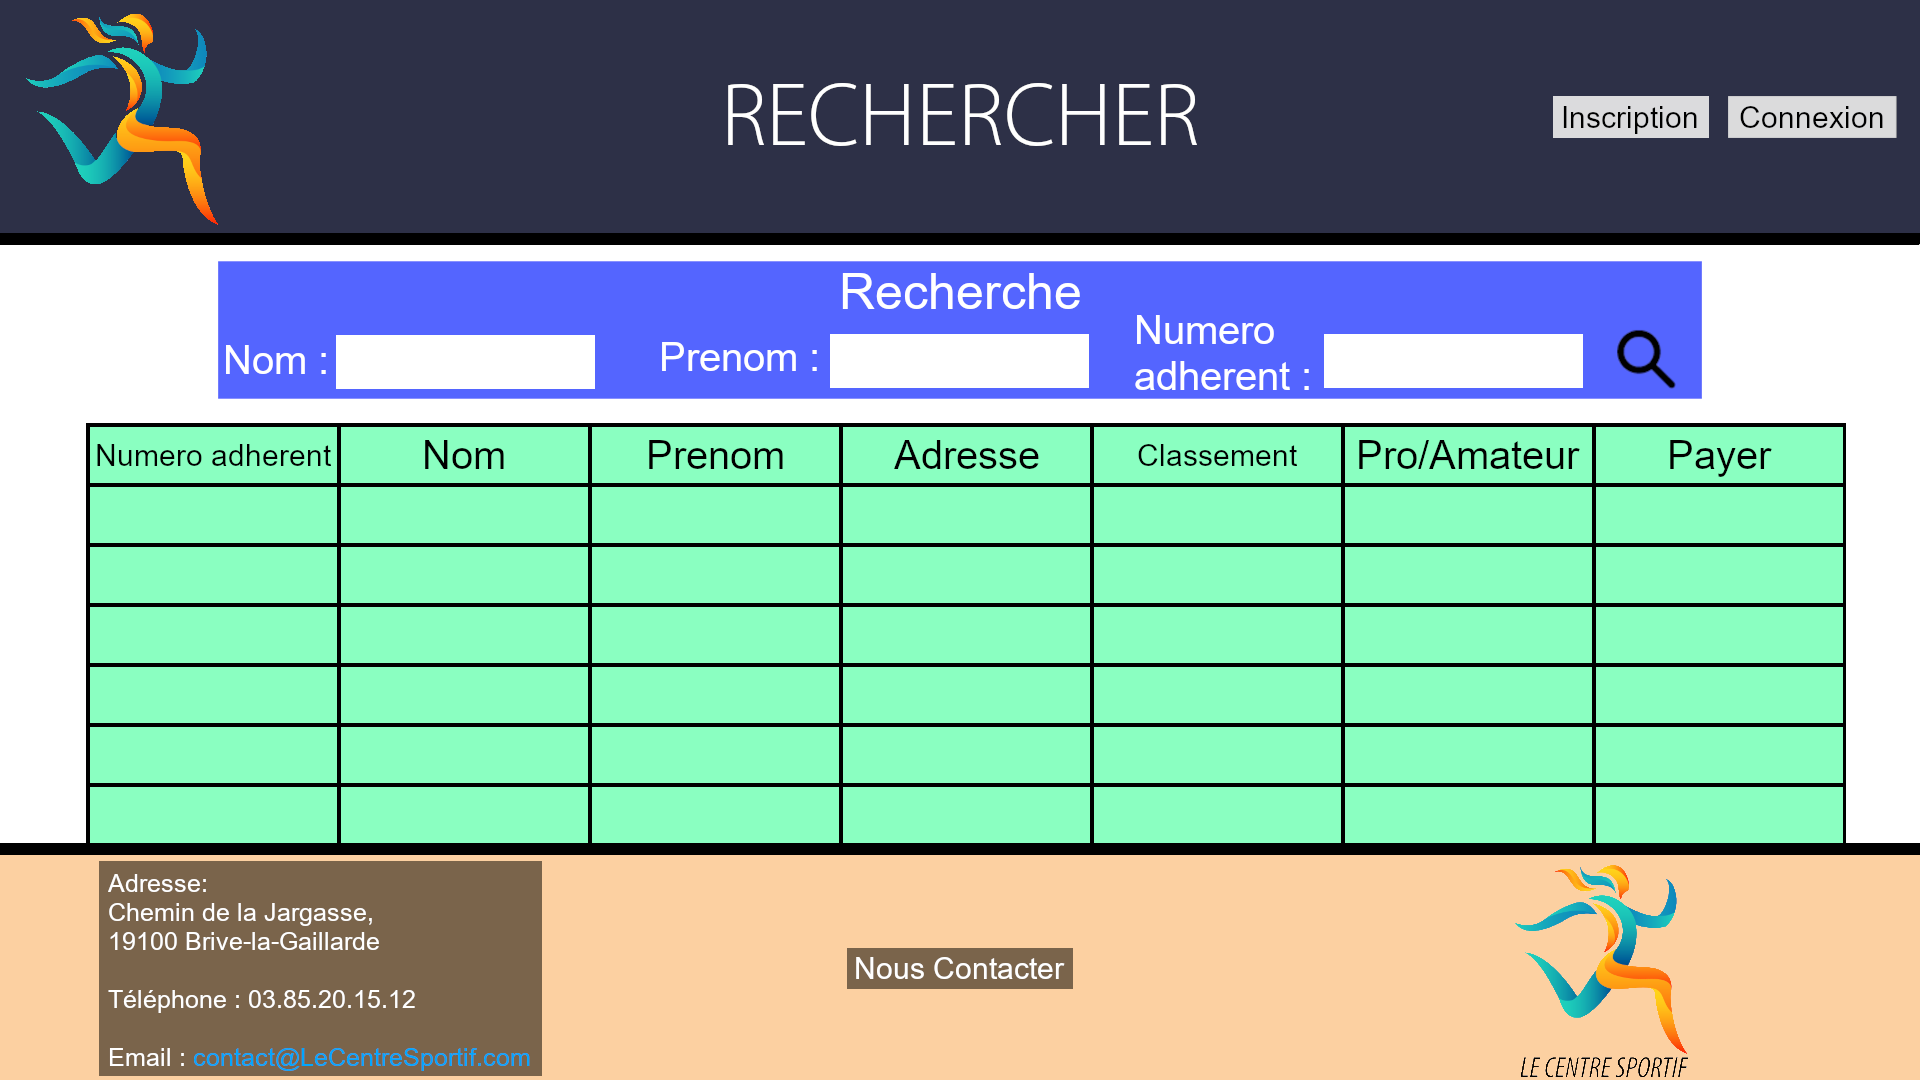 RECHERCHER
Inscription
Connexion
Recherche
Nom :
Prenom :
Numero
adherent :
Numero adherent
Nom
Prenom
Adresse
Classement
Pro/Amateur
Payer
Adresse:
Chemin de la Jargasse,
19100 Brive-la-Gaillarde
Téléphone : 03.85.20.15.12
Email : contact@LeCentreSportif.com
Nous Contacter
LE CENTRE SPORTIF